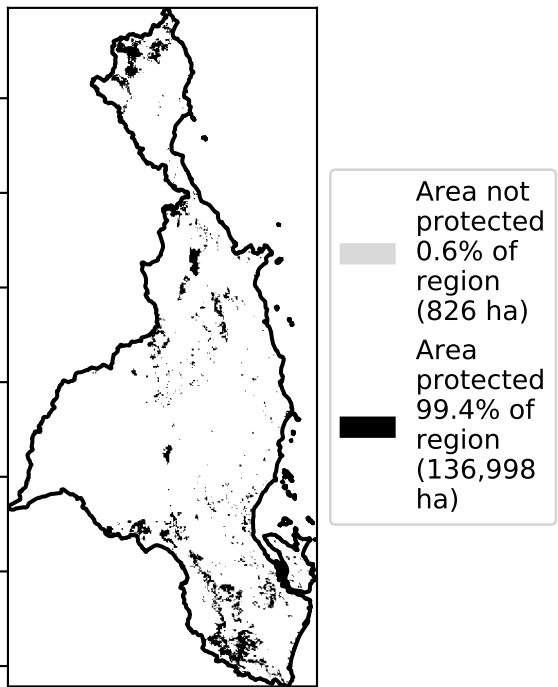 Area not
protected
0.6% of
region
(826 ha)
Area
protected
99.4% of
region
(136,998
ha)